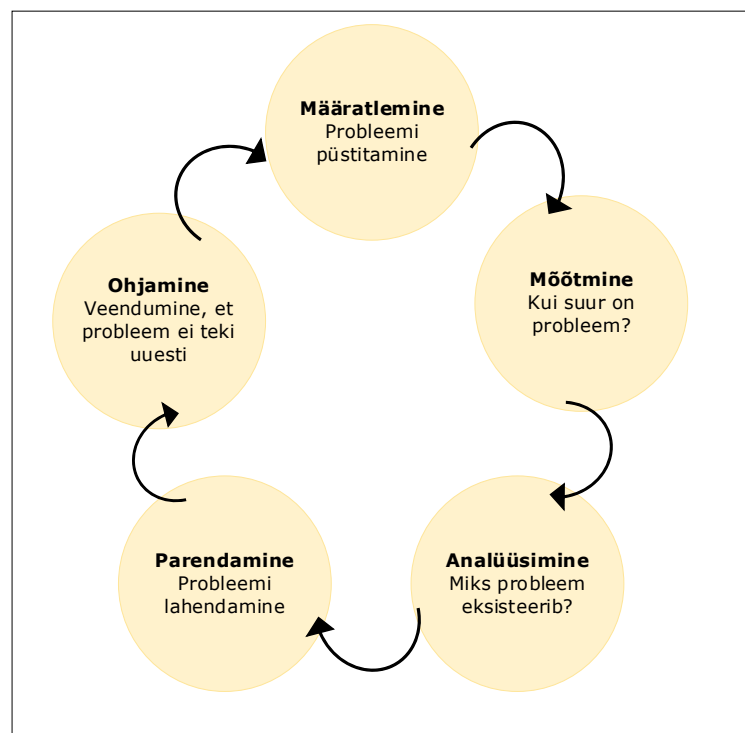 Määratlemine
Probleemi
püstitamine
Mõõtmine
Kui suur on
probleem?
Analüüsimine
Miks probleem
eksisteerib?
Parendamine
Probleemi
lahendamine
Ohjamine
Veendumine, et
probleem ei teki
uuesti